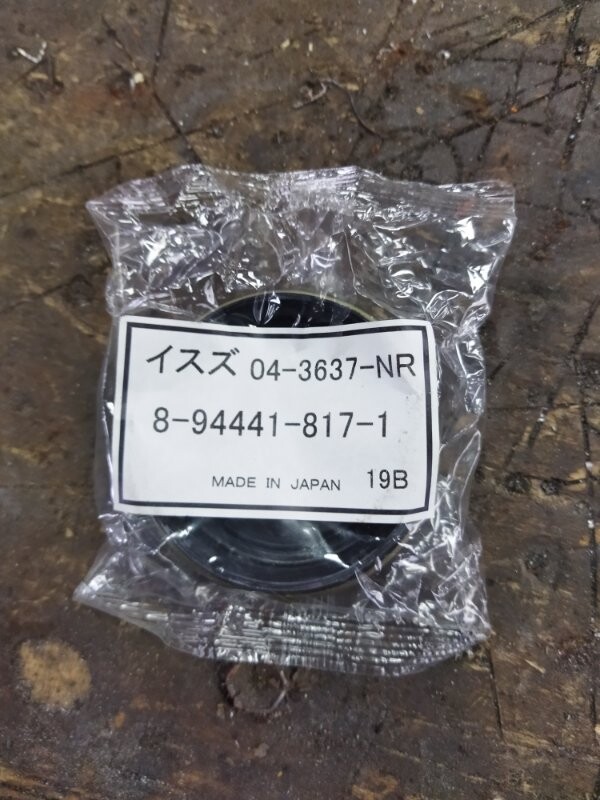 イスズ 04-3637-NR
8-94441-817-1
MADE IN JAPAN 19B